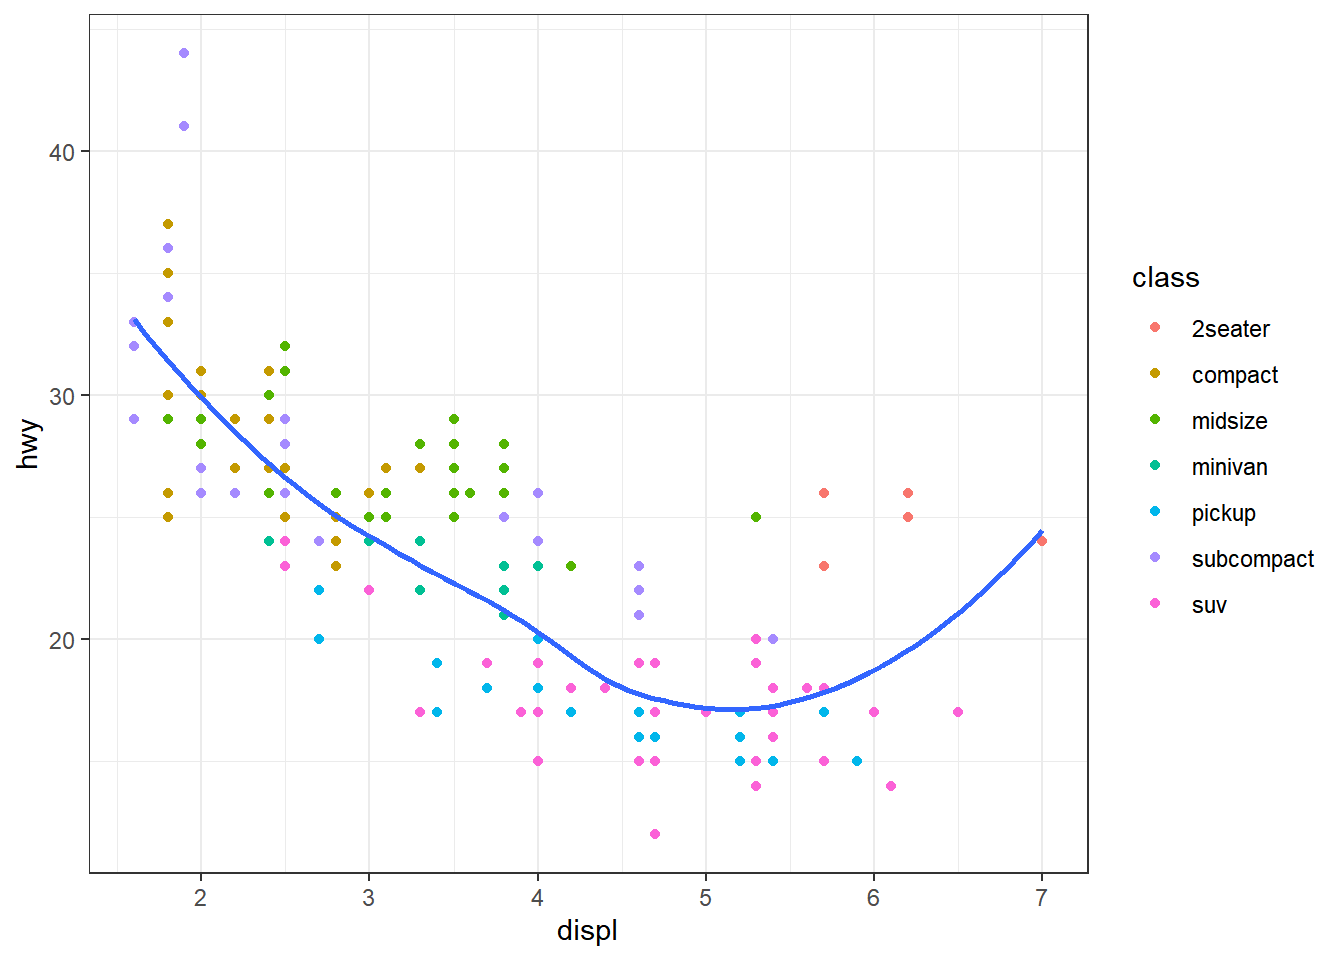 40
30
20
hwy
2 3 4 5 6 7
displ
class
2seater
compact
midsize
minivan
pickup
subcompact
suv